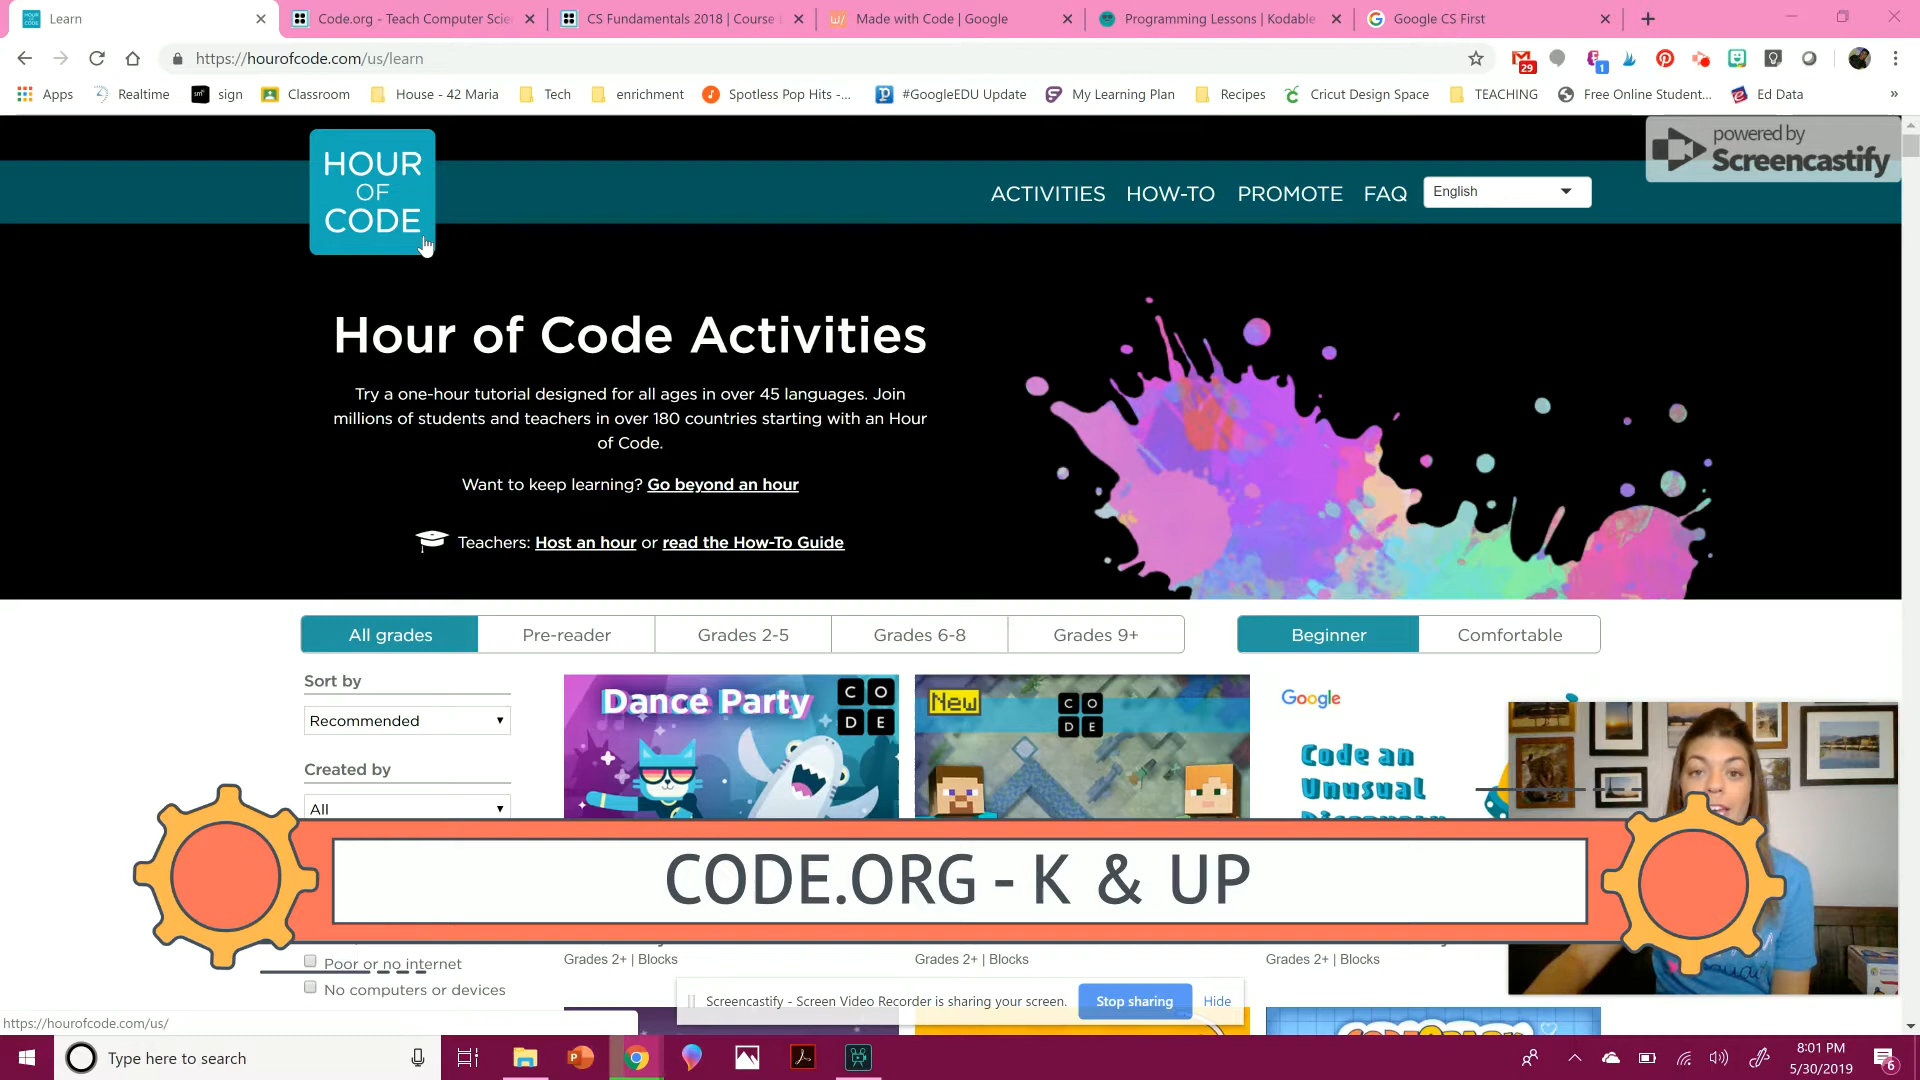 Learn
Code.org - Teach Computer Scie
CS Fundamentals 2018 | Course
Made with Code | Google
Programming Lessons | Kodable
Google CS First
https://hourofcode.com/us/learn
29
1
Apps
Realtime
sign
Classroom
House - 42 Maria
Tech
enrichment
Spotless Pop Hits -...
#GoogleEDU Update
My Learning Plan
Recipes
Cricut Design Space
TEACHING
Free Online Student...
Ed Data
»
powered by
Screencastify
HOUR
OF
CODE
ACTIVITIES
HOW-TO
PROMOTE
FAQ
English
Hour of Code Activities
Try a one-hour tutorial designed for all ages in over 45 languages. Join
millions of students and teachers in over 180 countries starting with an Hour
of Code.
Want to keep learning? Go beyond an hour
Teachers: Host an hour or read the How-To Guide
All grades
Pre-reader
Grades 2-5
Grades 6-8
Grades 9+
Beginner
Comfortable
Sort by
Recommended
Created by
All
Dance Party
C O
D E
New
C O
D E
Google
Code an
Unusual
Discovery
CODE.ORG - K & UP
Poor or no internet
No computers or devices
Grades 2+ | Blocks
Grades 2+ | Blocks
Grades 2+ | Blocks
Screencastify - Screen Video Recorder is sharing your screen.
Stop sharing
Hide
https://hourofcode.com/us/
Type here to search
8:01 PM
5/30/2019
6